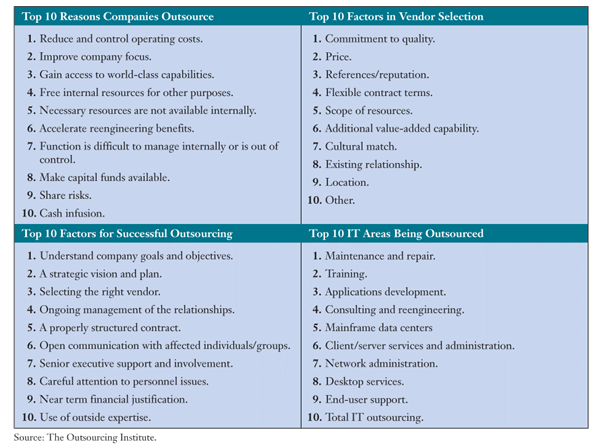 Top 10 Reasons Companies Outsource
1. Reduce and control operating costs.
2. Improve company focus.
3. Gain access to world-class capabilities.
4. Free internal resources for other purposes.
5. Necessary resources are not available internally.
6. Accelerate reengineering benefits.
7. Function is difficult to manage internally or is out of
control.
8. Make capital funds available.
9. Share risks.
10. Cash infusion.
Top 10 Factors in Vendor Selection
1. Commitment to quality.
2. Price.
3. References/reputation.
4. Flexible contract terms.
5. Scope of resources.
6. Additional value-added capability.
7. Cultural match.
8. Existing relationship.
9. Location.
10. Other.
Top 10 Factors for Successful Outsourcing
1. Understand company goals and objectives.
2. A strategic vision and plan.
3. Selecting the right vendor.
4. Ongoing management of the relationships.
5. A properly structured contract.
6. Open communication with affected individuals/groups.
7. Senior executive support and involvement.
8. Careful attention to personnel issues.
9. Near term financial justification.
10. Use of outside expertise.
Top 10 IT Areas Being Outsourced
1. Maintenance and repair.
2. Training.
3. Applications development.
4. Consulting and reengineering.
5. Mainframe data centers
6. Client/server services and administration.
7. Network administration.
8. Desktop services.
9. End-user support.
10. Total IT outsourcing.
Source: The Outsourcing Institute.